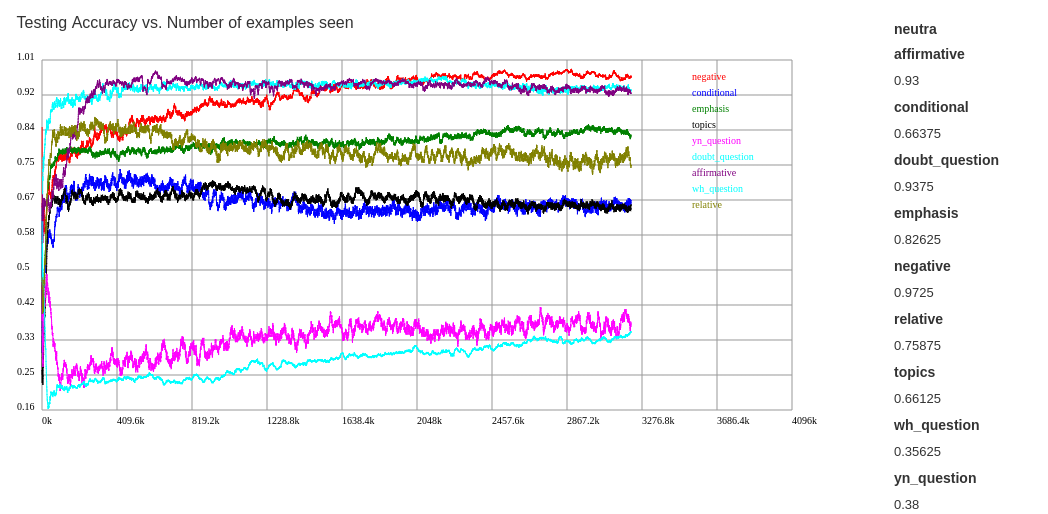 Testing Accuracy vs. Number of examples seen
1.01
0.92
0.84
0.75
0.67
0.58
0.5
0.42
0.33
0.25
0.16
0k
409.6k
819.2k
1228.8k
1638.4k
2048k
2457.6k
2867.2k
3276.8k
3686.4k
4096k
negative
conditional
emphasis
topics
yn_question
doubt_question
affirmative
wh_question
relative
neutra
affirmative
0.93
conditional
0.66375
doubt_question
0.9375
emphasis
0.82625
negative
0.9725
relative
0.75875
topics
0.66125
wh_question
0.35625
yn_question
0.38